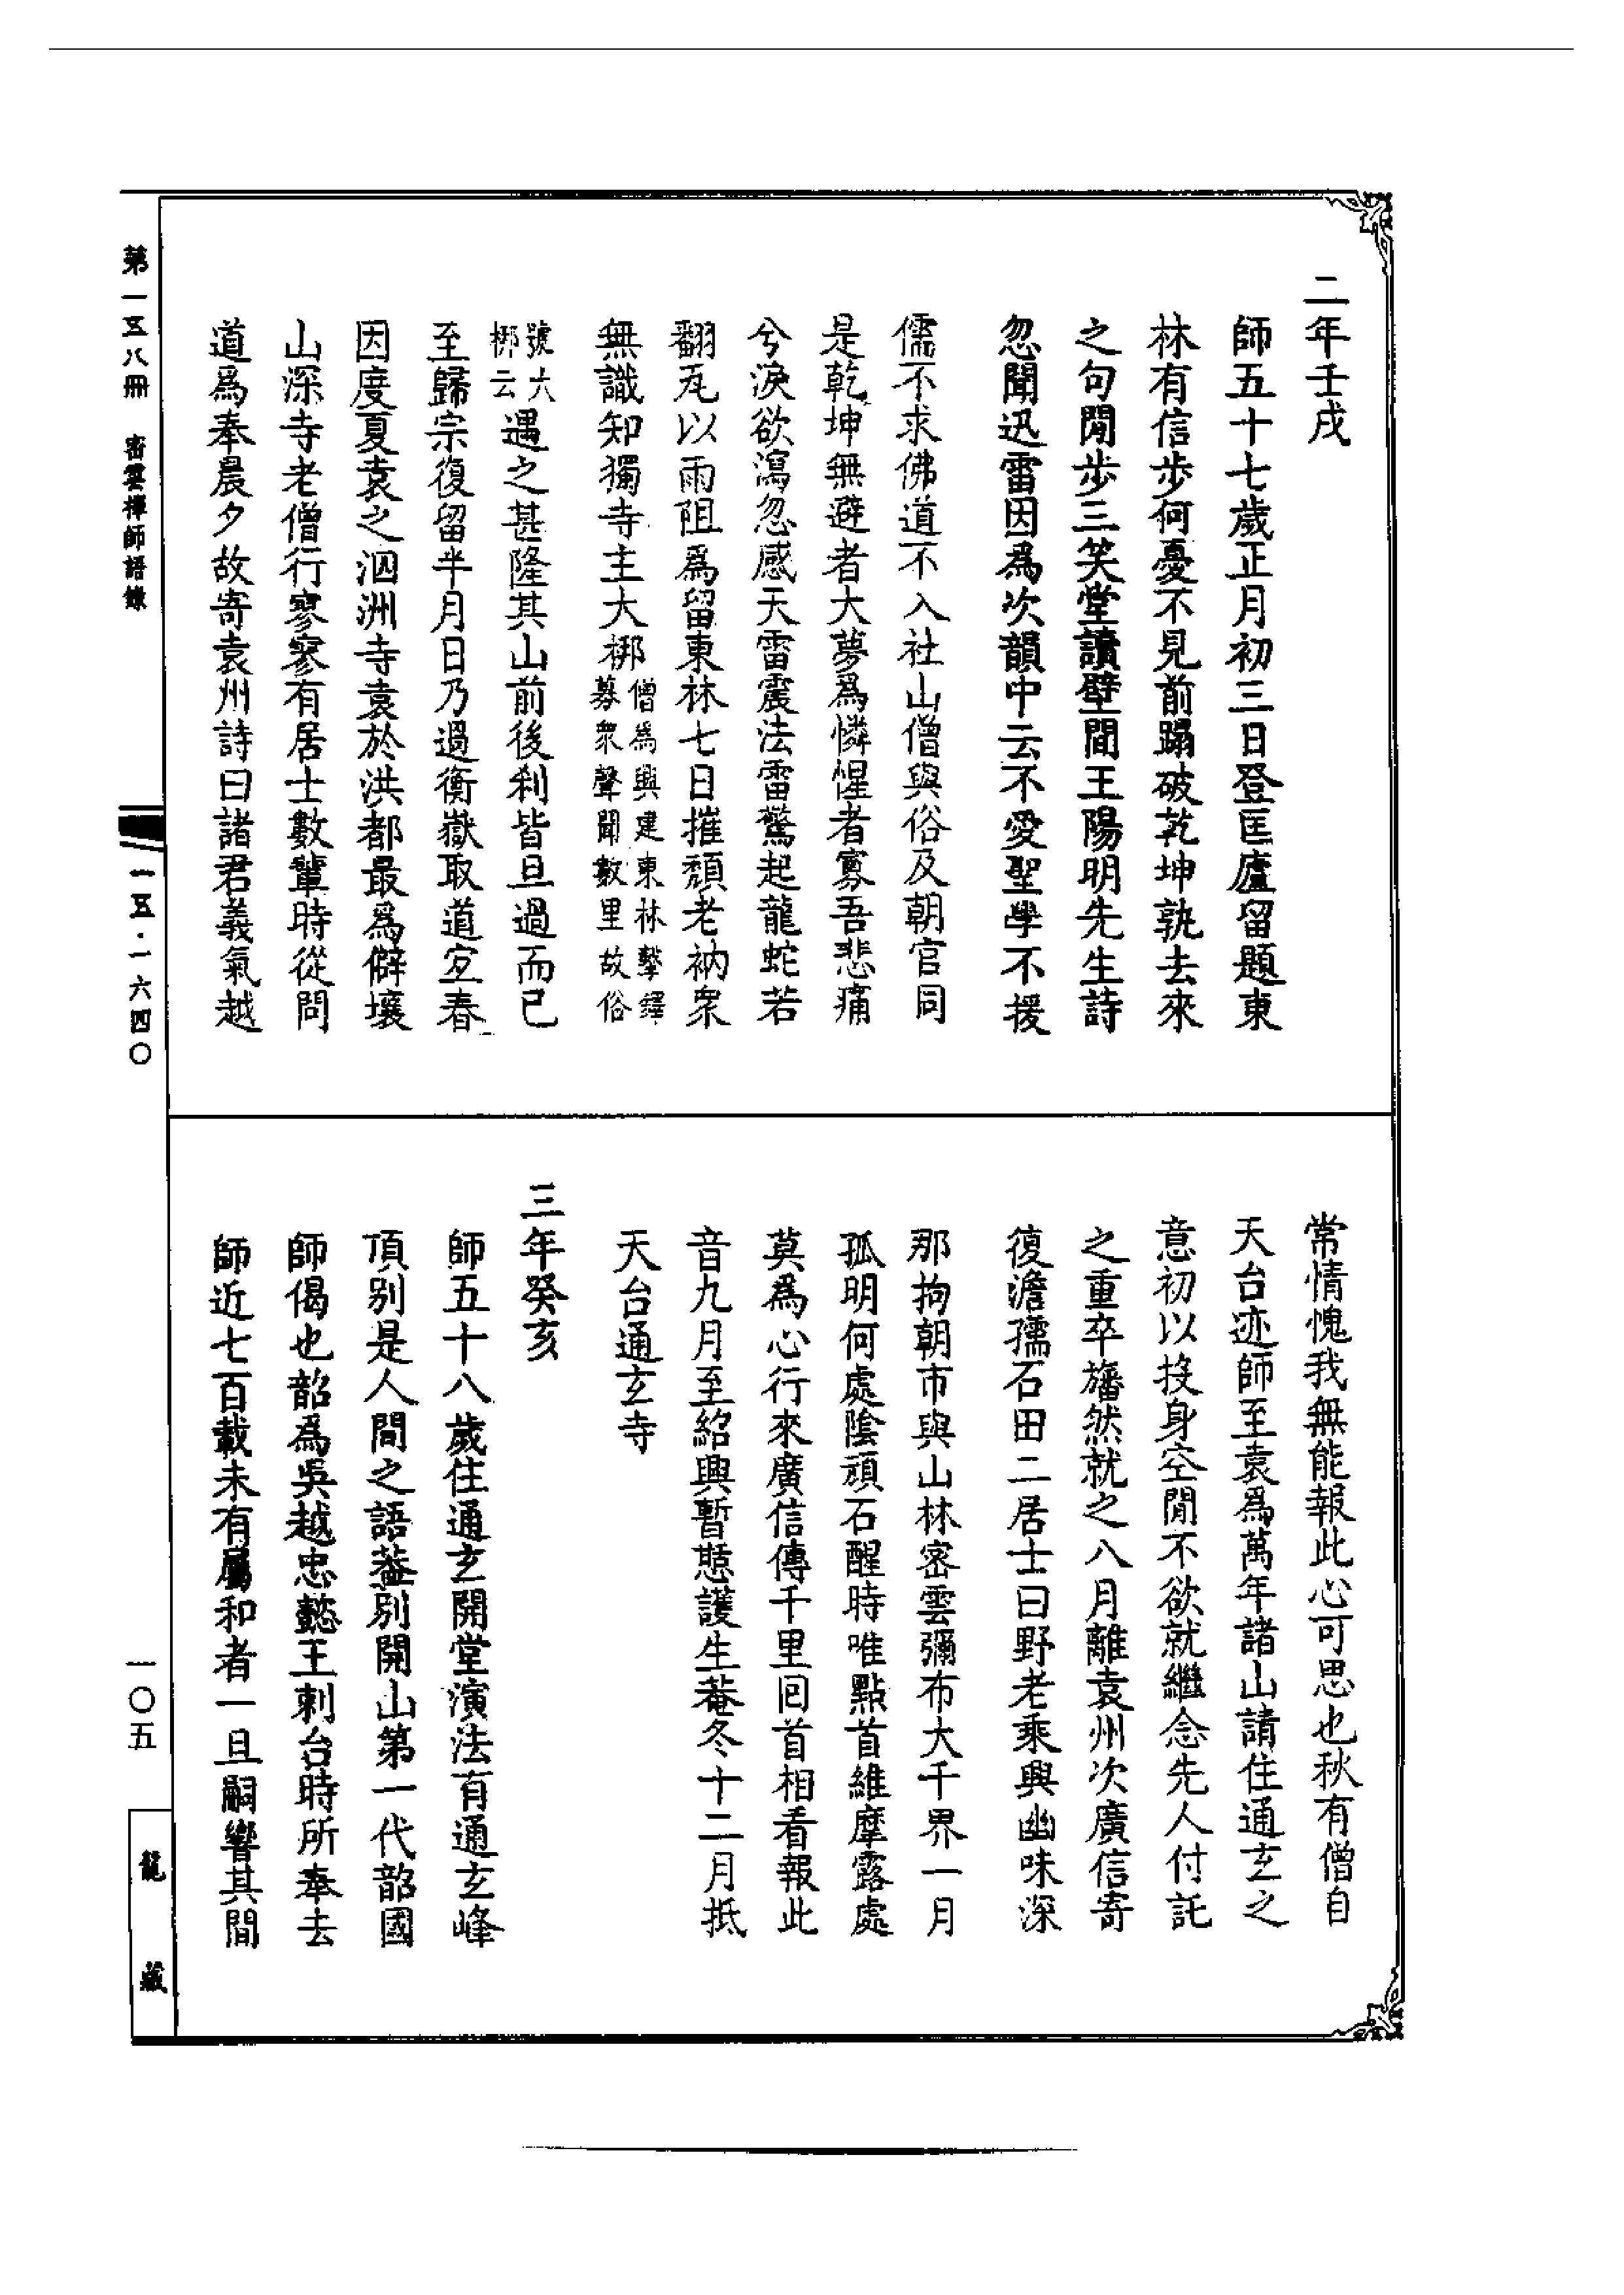 二年壬戌
師五十七歲正月初三日登匡廬留題東
林有信步何憂不見前蹋破乾坤孰去來
之句閒步三笑堂讀壁間王陽明先生詩
忽聞迅雷因爲次韻中云不愛聖學不援
儒不求佛道不入社山僧與俗及朝官同
是乾坤無避者大夢爲憐惺者寡吾悲痛
兮淚欲瀉忽感天雷震法雷驚起龍蛇若
翻瓦以雨阻爲留東林七日摧頹老衲衆
無識知獨寺主大梆僧爲興建東林擊鐸
募衆聲聞數里故俗
號大
梆云遇之甚隆其山前後刹皆旦過而已
至歸宗復留半月日乃過衡嶽取道宜春
因度夏袁之泗洲寺袁於洪都最爲僻壤
山深寺老僧行寥寥有居士數輩時從問
道爲奉晨夕故寄袁州詩曰諸君義氣越
常情愧我無能報此心可思也秋有僧自
天台迹師至袁爲萬年諸山請住通玄之
意初以投身空閒不欲就繼念先人付託
之重卒旛然就之八月離袁州次廣信寄
復澹孺石田二居士曰野老乘興幽味深
那拘朝市與山林密雲彌布大千界一月
孤明何處陰頑石醒時唯點首維摩露處
莫爲心行來廣信傳千里回首相看報此
音九月至紹興暫憇護生菴冬十二月抵
天台通玄寺
三年癸亥
師五十八歲住通玄開堂演法有通玄峰
頂别是人間之語葢别開山第一代韶國
師偈也韶爲吳越忠懿王刺台時所奉去
師近七百載未有屬和者一旦嗣響其間
第一五八冊 密雲禪師語錄
一五·一六四〇
一〇五
龍藏